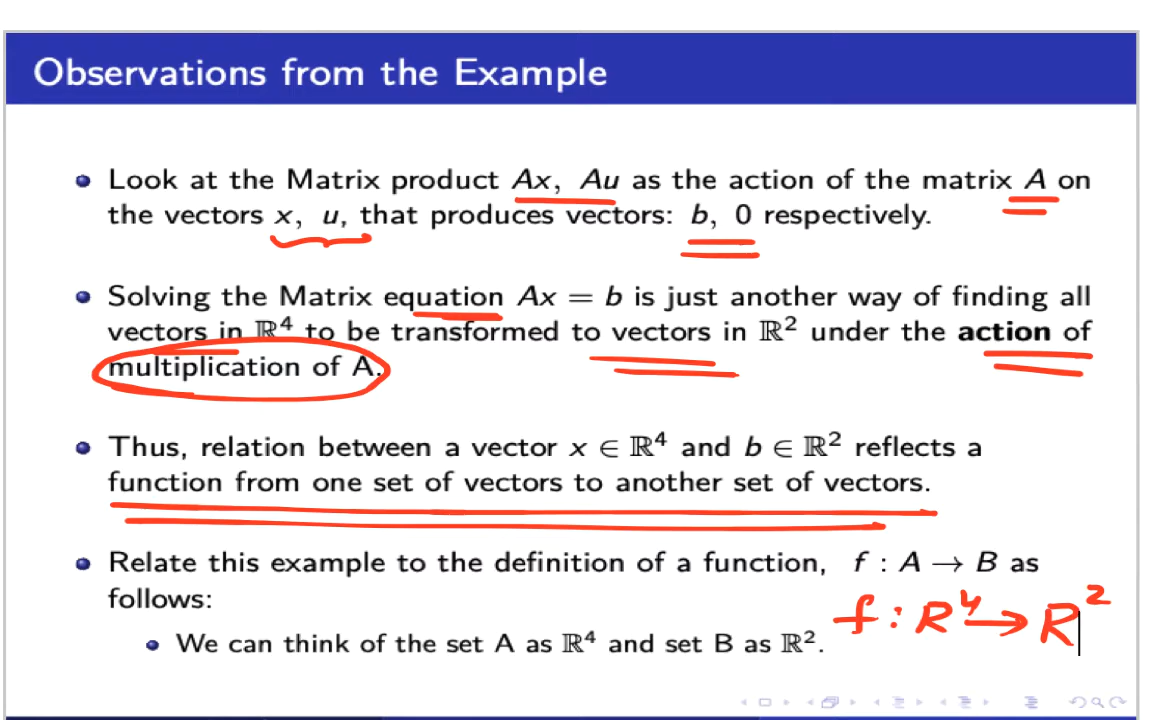 Observations from the Example
Look at the Matrix product Ax, Au as the action of the matrix A on
the vectors x, u, that produces vectors: b, 0 respectively.
Solving the Matrix equation Ax = b is just another way of finding all
vectors in ℝ⁴ to be transformed to vectors in ℝ² under the action of
multiplication of A.
Thus, relation between a vector x ∈ ℝ⁴ and b ∈ ℝ² reflects a
function from one set of vectors to another set of vectors.
Relate this example to the definition of a function, f : A → B as
follows:
We can think of the set A as ℝ⁴ and set B as ℝ².
f : R⁴ → R²